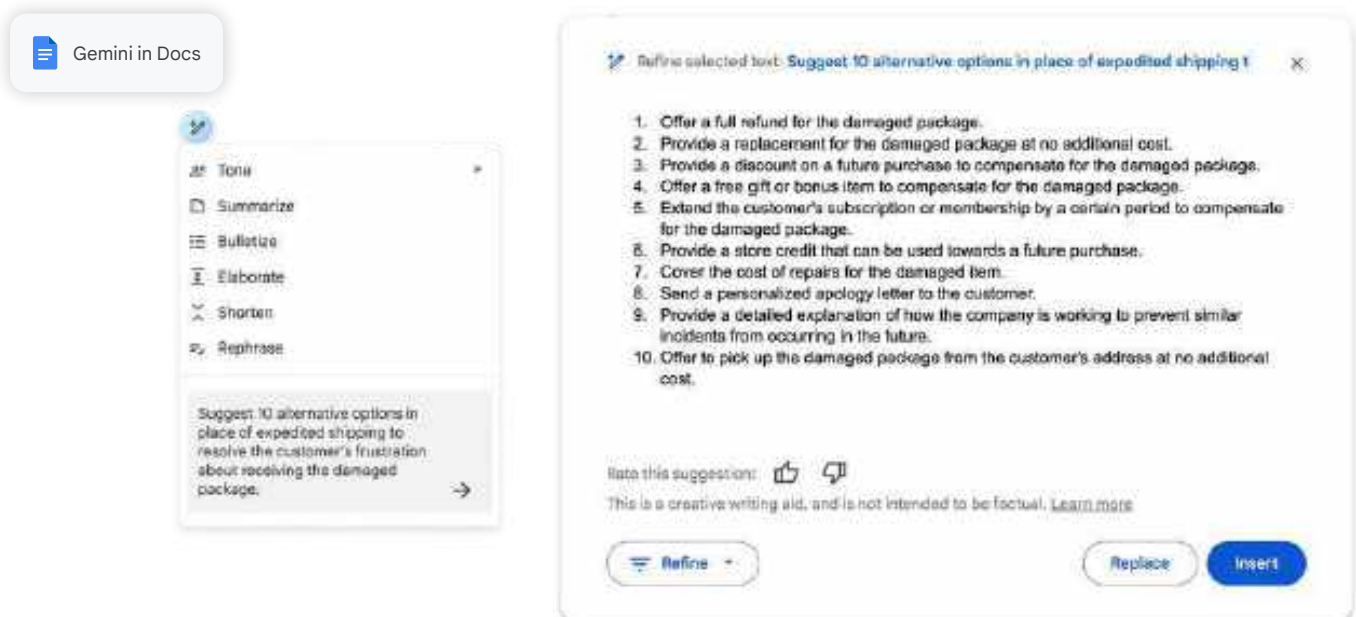 Gemini in Docs
Tone
Summarize
Bulletize
Elaborate
Shorten
Rephrase
Suggest 10 alternative options in
place of expedited shipping to
resolve the customer's frustration
about receiving the damaged
package.
Refine selected text: Suggest 10 alternative options in place of expedited shipping t
1. Offer a full refund for the damaged package.
2. Provide a replacement for the damaged package at no additional cost.
3. Provide a discount on a future purchase to compensate for the damaged package.
4. Offer a free gift or bonus item to compensate for the damaged package.
5. Extend the customer's subscription or membership by a certain period to compensate
for the damaged package.
6. Provide a store credit that can be used towards a future purchase.
7. Cover the cost of repairs for the damaged item.
8. Send a personalized apology letter to the customer.
9. Provide a detailed explanation of how the company is working to prevent similar
incidents from occurring in the future.
10. Offer to pick up the damaged package from the customer's address at no additional
cost.
Rate this suggestion:
This is a creative writing aid, and is not intended to be factual. Learn more
Refine
Replace
Insert